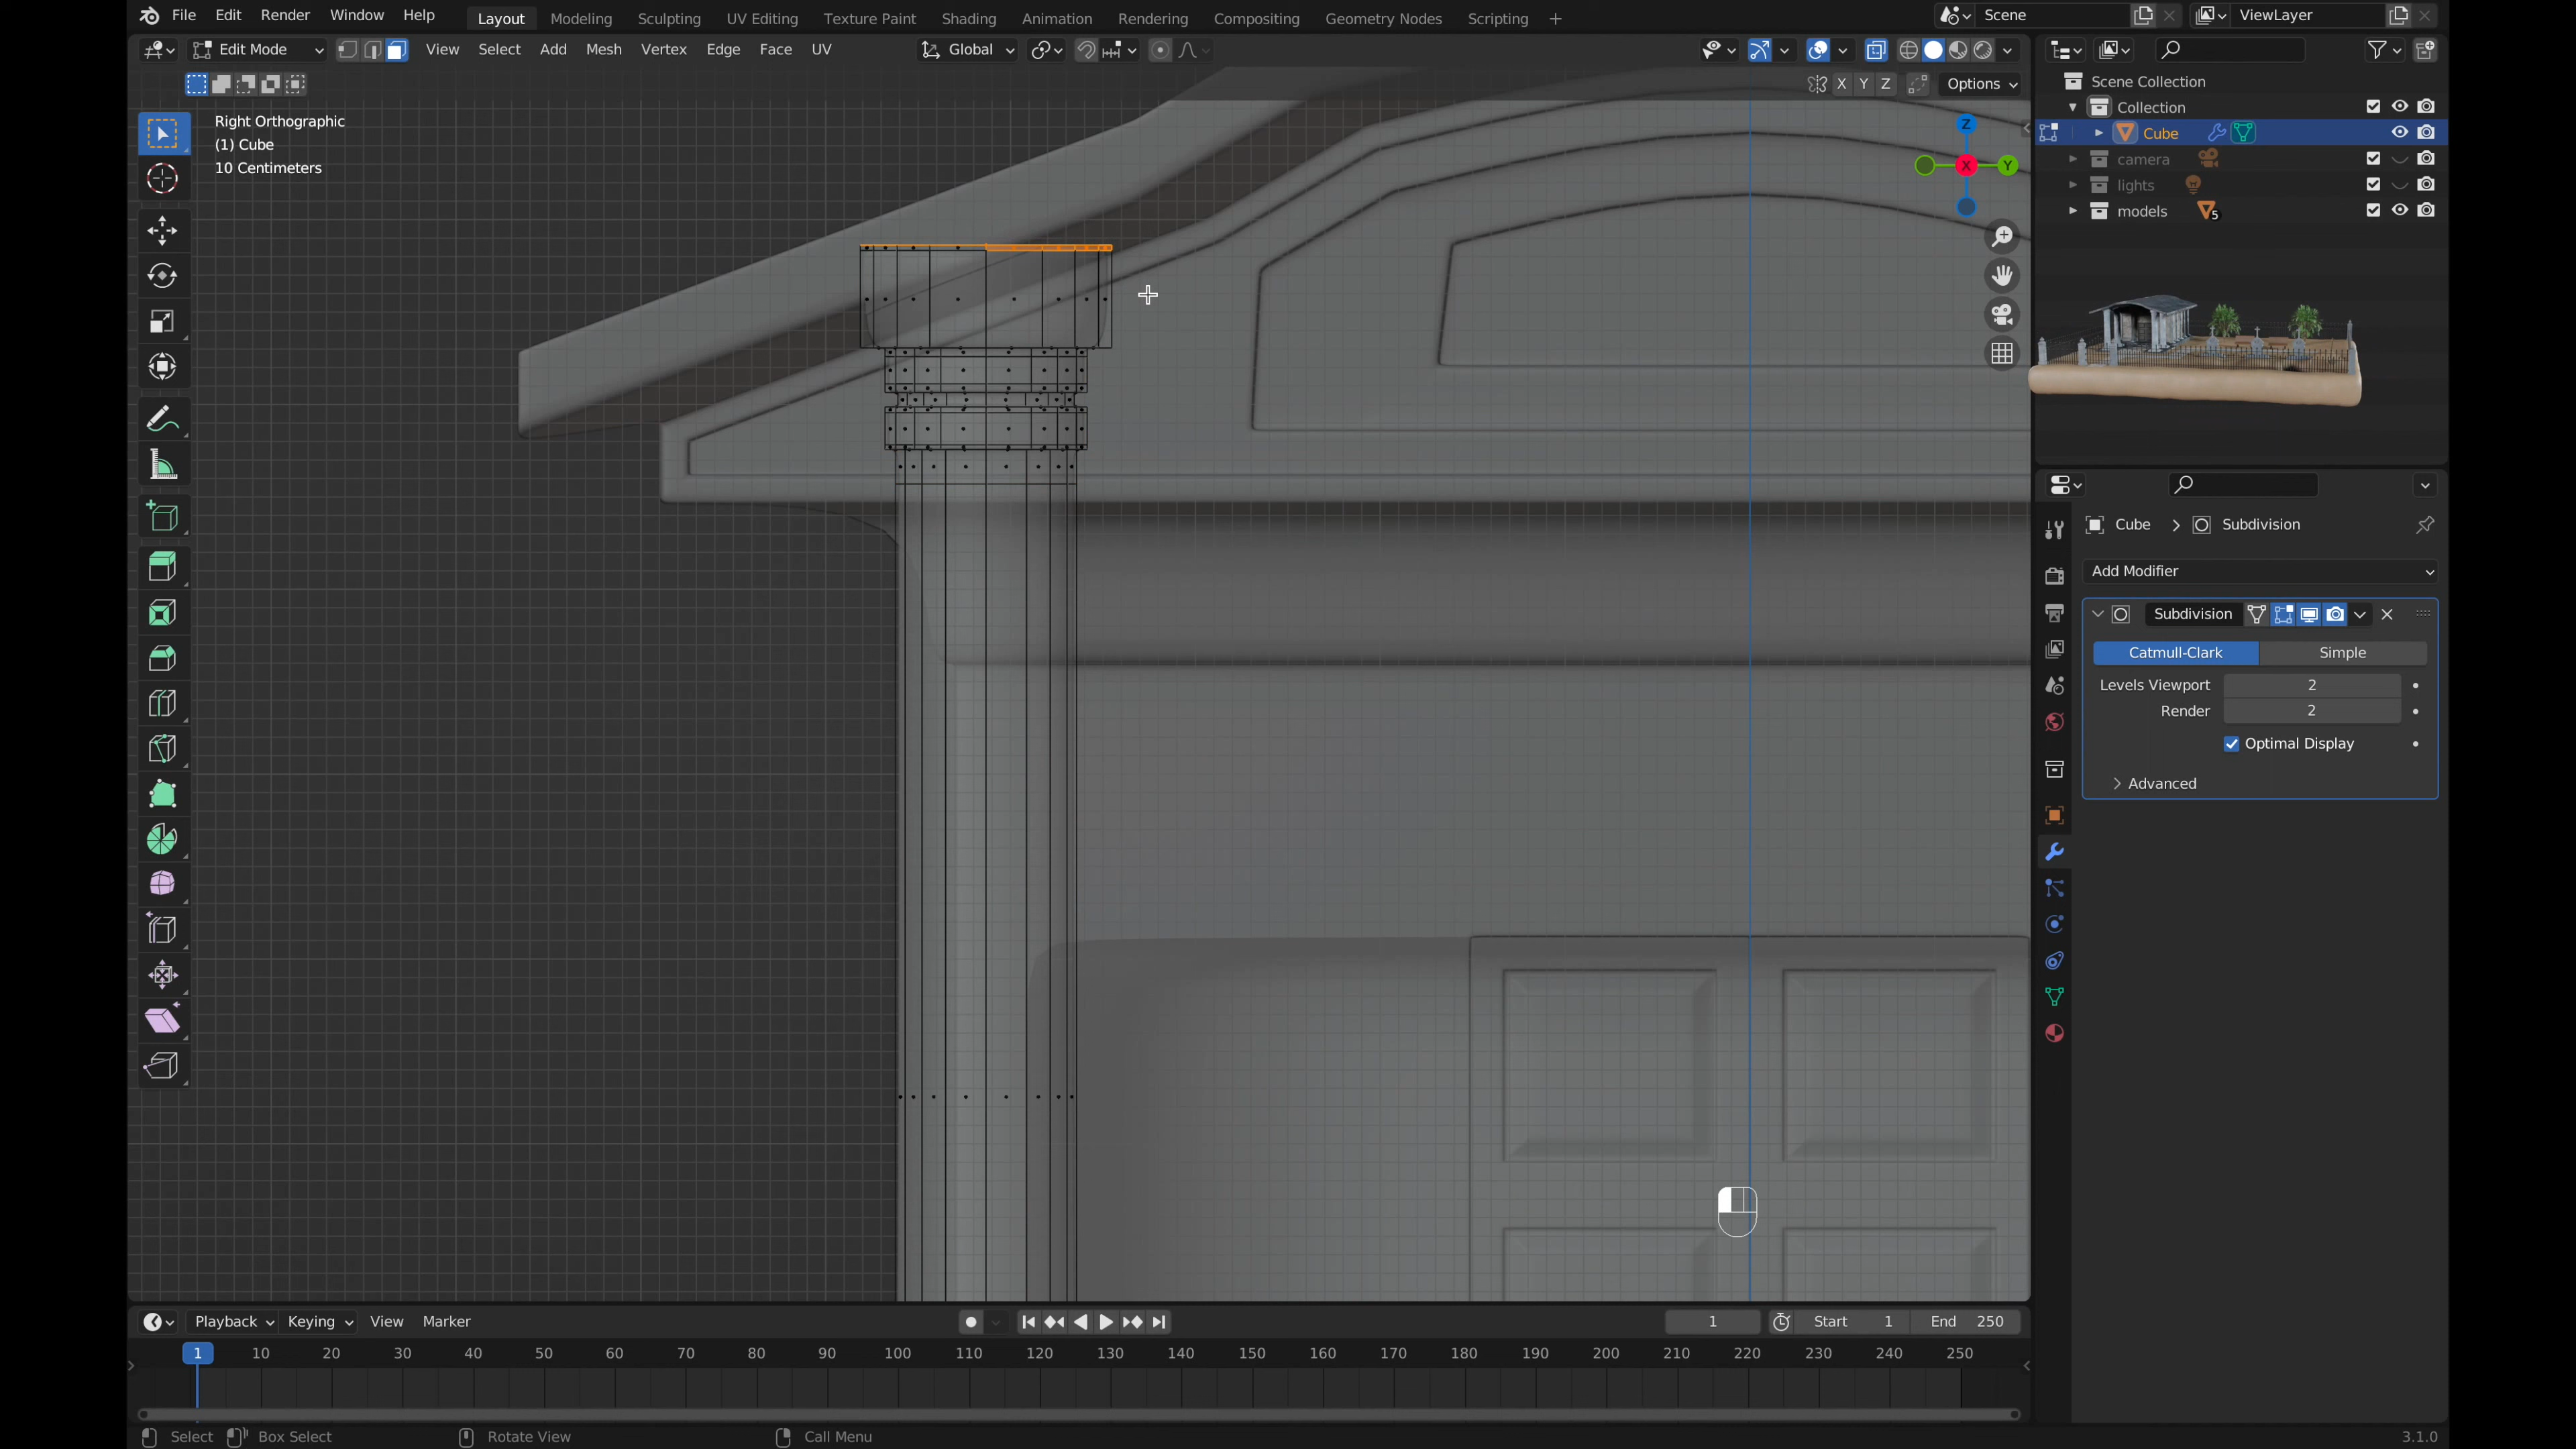 File Edit Render Window Help Layout Modeling Sculpting UV Editing Texture Paint Shading Animation Rendering Compositing Geometry Nodes Scripting + Scene ViewLayer
Edit Mode View Select Add Mesh Vertex Edge Face UV Global
X Y Z Options
Right Orthographic
(1) Cube
10 Centimeters
Z
X
Y
Scene Collection
Collection
Cube
camera
lights
models 5
Cube > Subdivision
Add Modifier
Subdivision
Catmull-Clark Simple
Levels Viewport 2
Render 2
Optimal Display
Advanced
Playback Keying View Marker 1 Start 1 End 250
1 10 20 30 40 50 60 70 80 90 100 110 120 130 140 150 160 170 180 190 200 210 220 230 240 250
Select Box Select Rotate View Call Menu 3.1.0